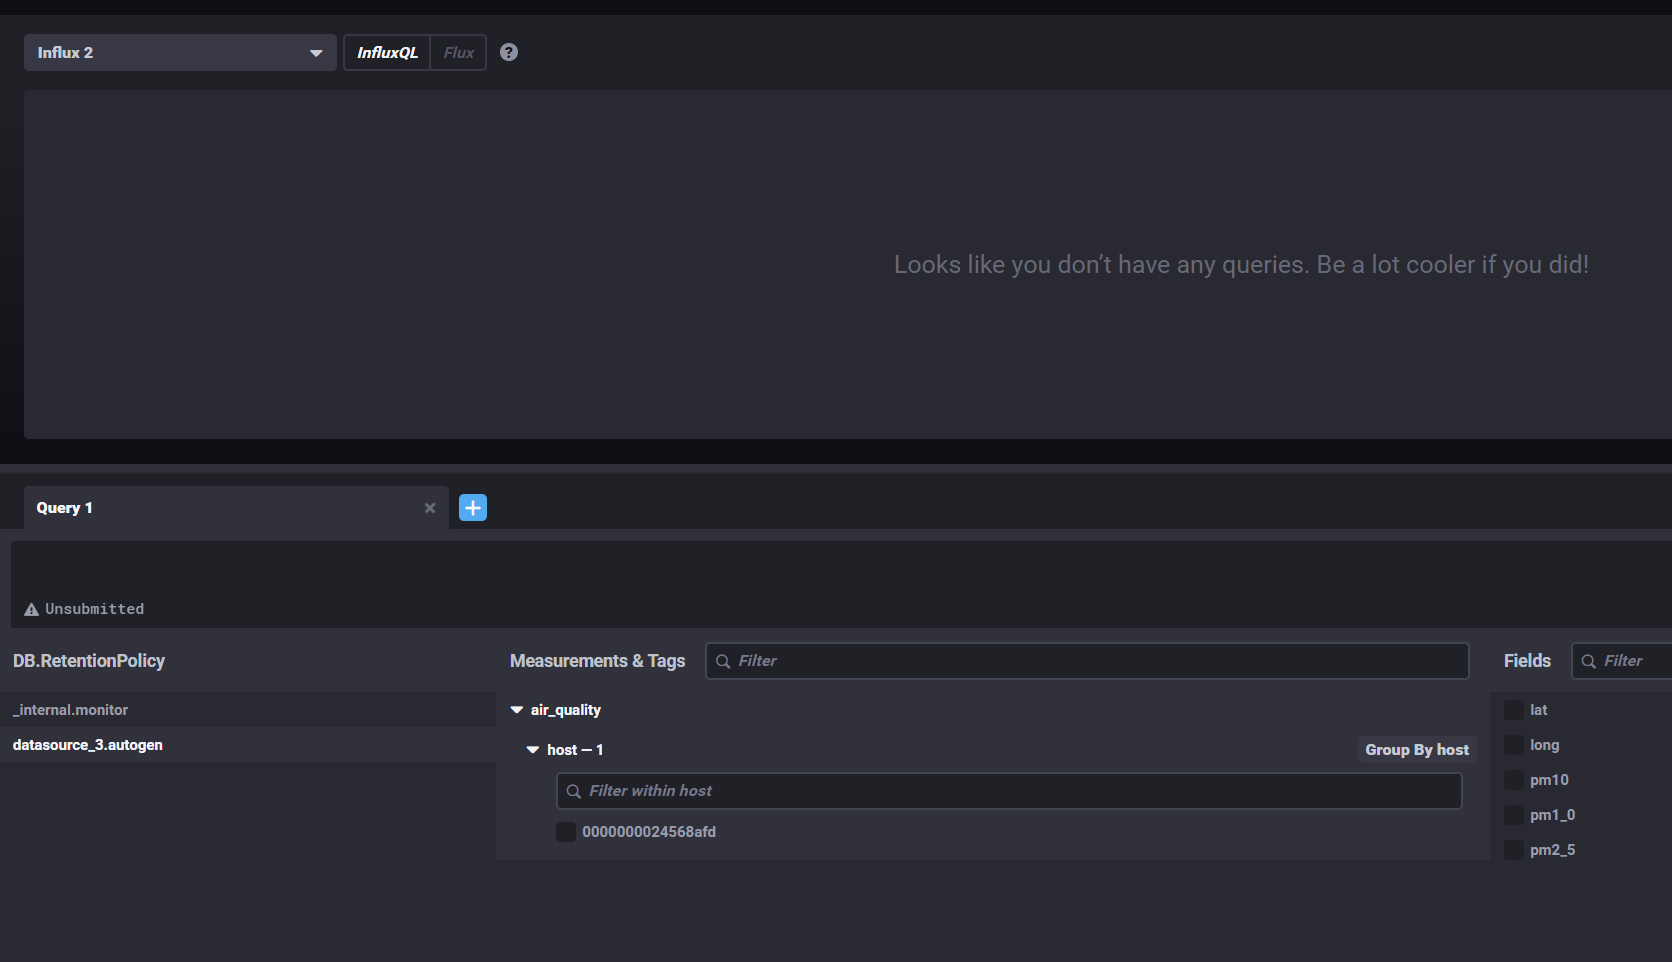 Influx 2
InfluxQL
Flux
?
Looks like you don't have any queries. Be a lot cooler if you did!
Query 1
Unsubmitted
DB.RetentionPolicy
Measurements & Tags
Filter
Fields
Filter
_internal.monitor
datasource_3.autogen
air_quality
host — 1
Group By host
Filter within host
0000000024568afd
lat
long
pm10
pm1_0
pm2_5